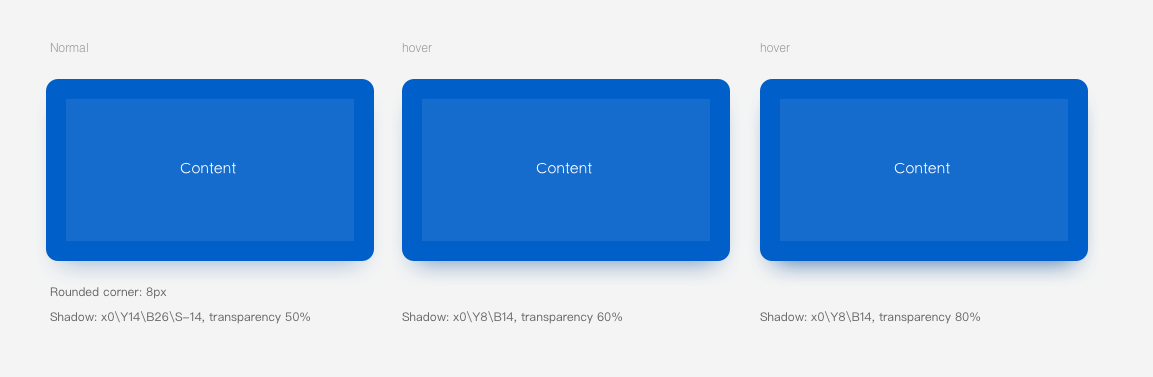 Normal
hover
hover
Content
Content
Content
Rounded corner: 8px
Shadow: x0\Y14\B26\S-14, transparency 50%
Shadow: x0\Y8\B14, transparency 60%
Shadow: x0\Y8\B14, transparency 80%